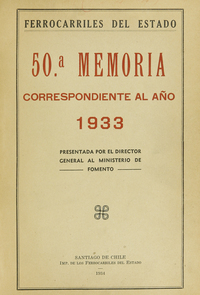 FERROCARRILES DEL ESTADO
50.ª MEMORIA
CORRESPONDIENTE AL AÑO
1933
PRESENTADA POR EL DIRECTOR
GENERAL AL MINISTERIO DE
FOMENTO
SANTIAGO DE CHILE
IMP. DE LOS FERROCARRILES DEL ESTADO
1934